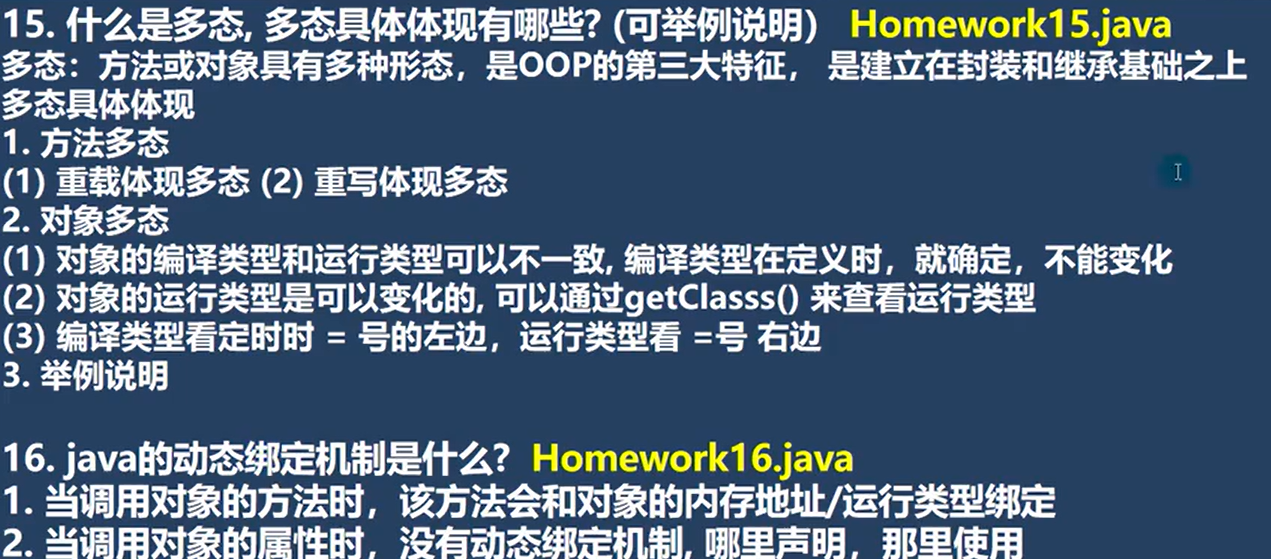 15. 什么是多态, 多态具体体现有哪些? (可举例说明) Homework15.java
多态：方法或对象具有多种形态，是OOP的第三大特征， 是建立在封装和继承基础之上
多态具体体现
1. 方法多态
(1) 重载体现多态 (2) 重写体现多态
2. 对象多态
(1) 对象的编译类型和运行类型可以不一致, 编译类型在定义时，就确定，不能变化
(2) 对象的运行类型是可以变化的, 可以通过getClasss() 来查看运行类型
(3) 编译类型看定时时 = 号的左边，运行类型看 =号 右边
3. 举例说明
16. java的动态绑定机制是什么? Homework16.java
1. 当调用对象的方法时，该方法会和对象的内存地址/运行类型绑定
2. 当调用对象的属性时，没有动态绑定机制, 哪里声明，那里使用